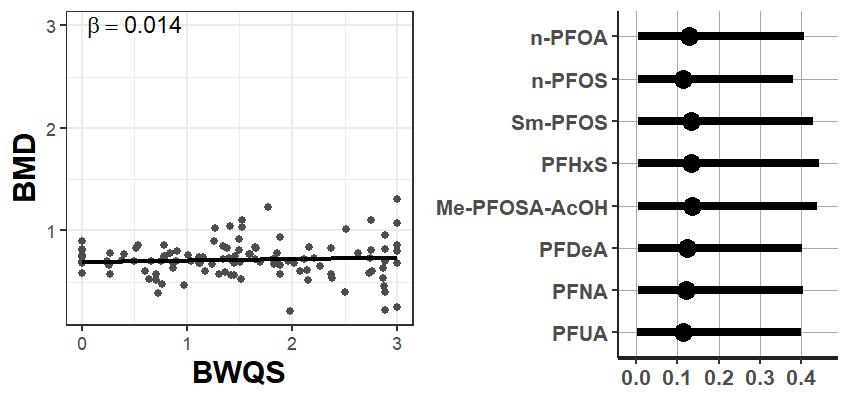 β = 0.014
3
2
1
BMD
0 1 2 3
BWQS
n-PFOA
n-PFOS
Sm-PFOS
PFHxS
Me-PFOSA-AcOH
PFDeA
PFNA
PFUA
0.0 0.1 0.2 0.3 0.4